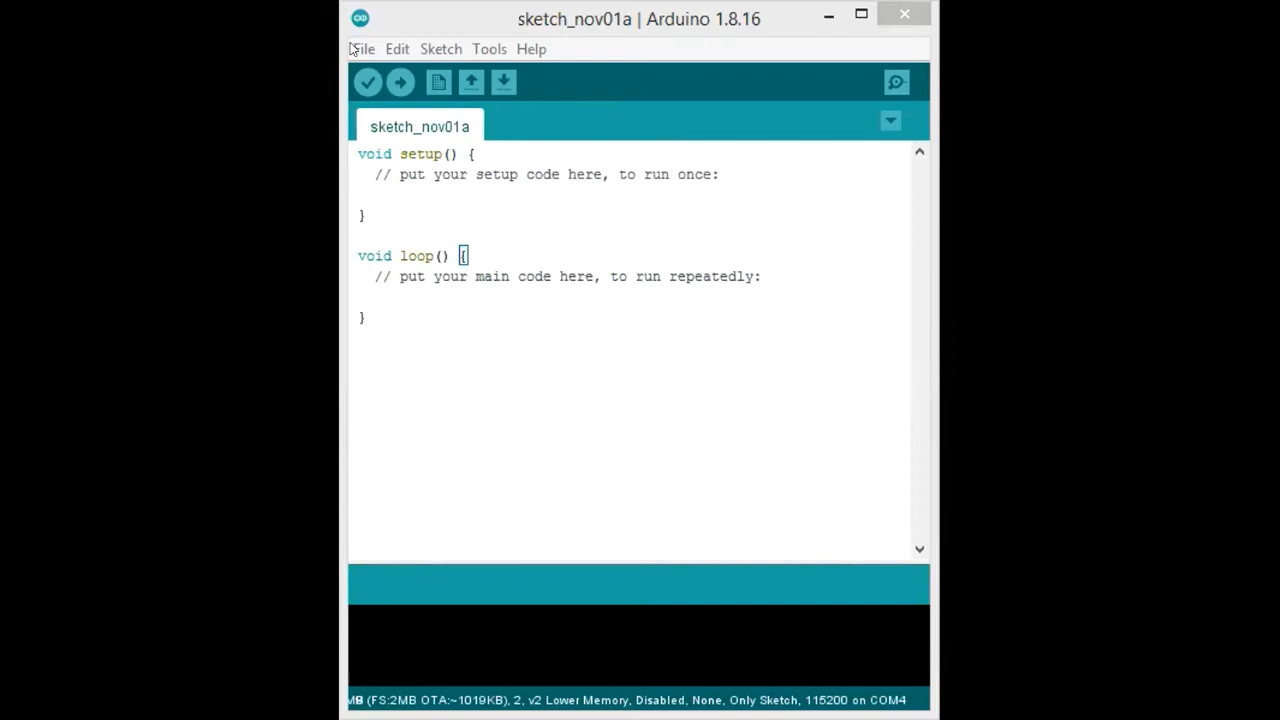 sketch_nov01a | Arduino 1.8.16
File Edit Sketch Tools Help
sketch_nov01a
void setup() {
// put your setup code here, to run once:
}
void loop() {
// put your main code here, to run repeatedly:
}
(FS:2MB OTA:~1019KB), 2, v2 Lower Memory, Disabled, None, Only Sketch, 115200 on COM4